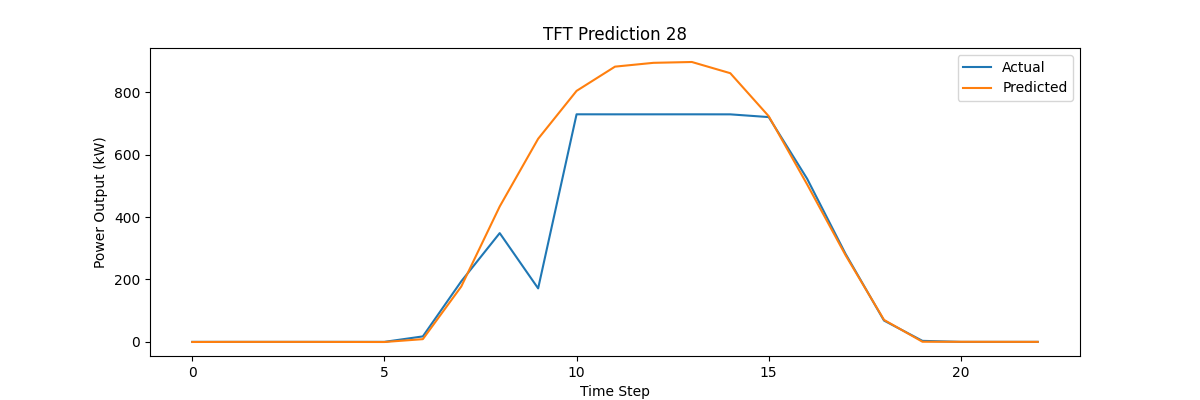 TFT Prediction 28
Actual
Predicted
Power Output (kW)
800
600
400
200
0
0 5 10 15 20
Time Step